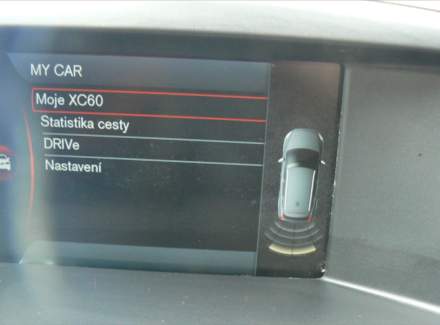 MY CAR
Moje XC60
Statistika cesty
DRIVe
Nastavení